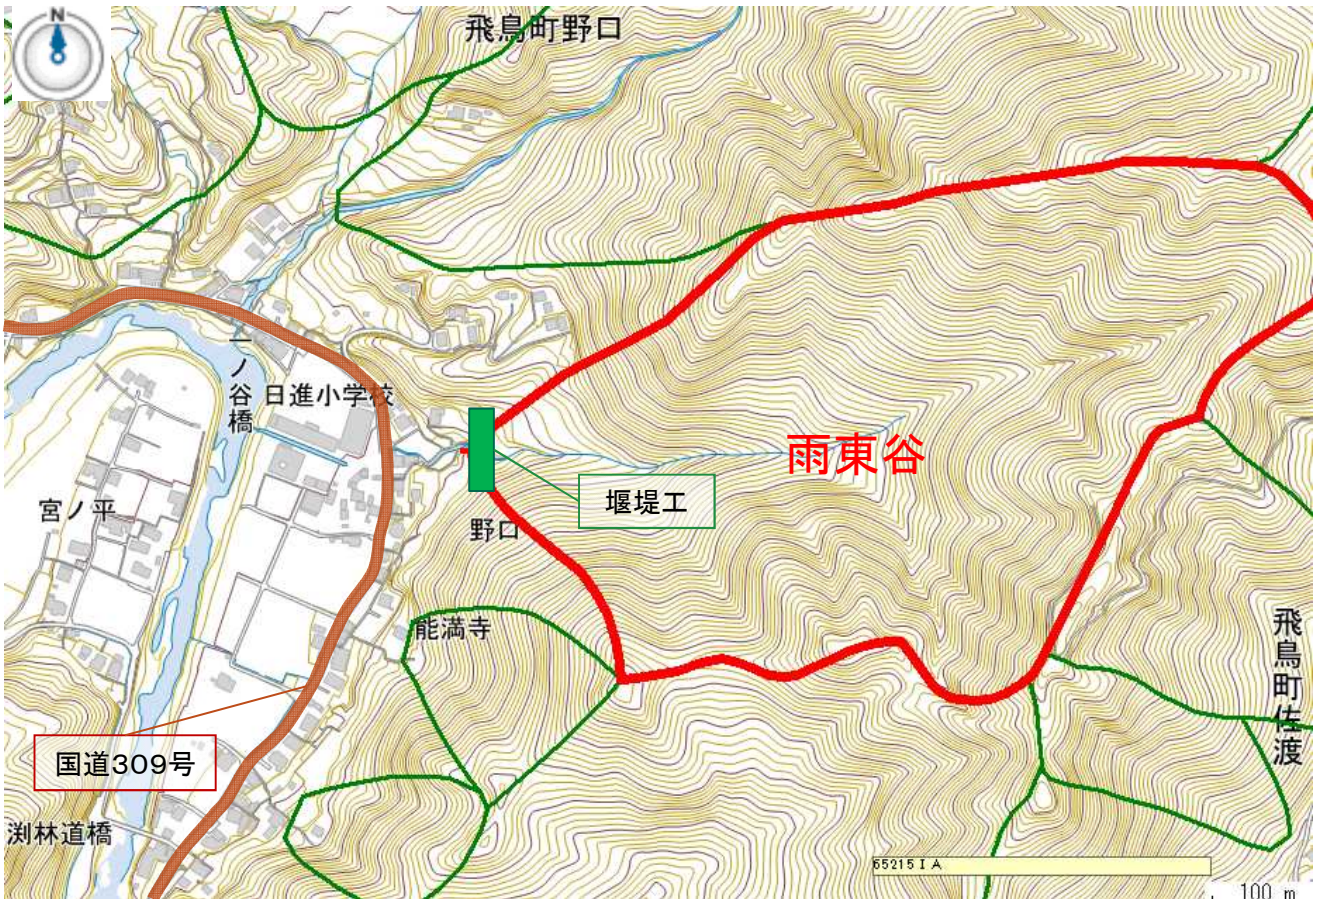 N
飛鳥町野口
一ノ谷橋
日進小学校
雨東谷
堰堤工
宮ノ平
野口
能満寺
飛鳥町佐渡
国道309号
渕林道橋
65215ⅠA
100 m